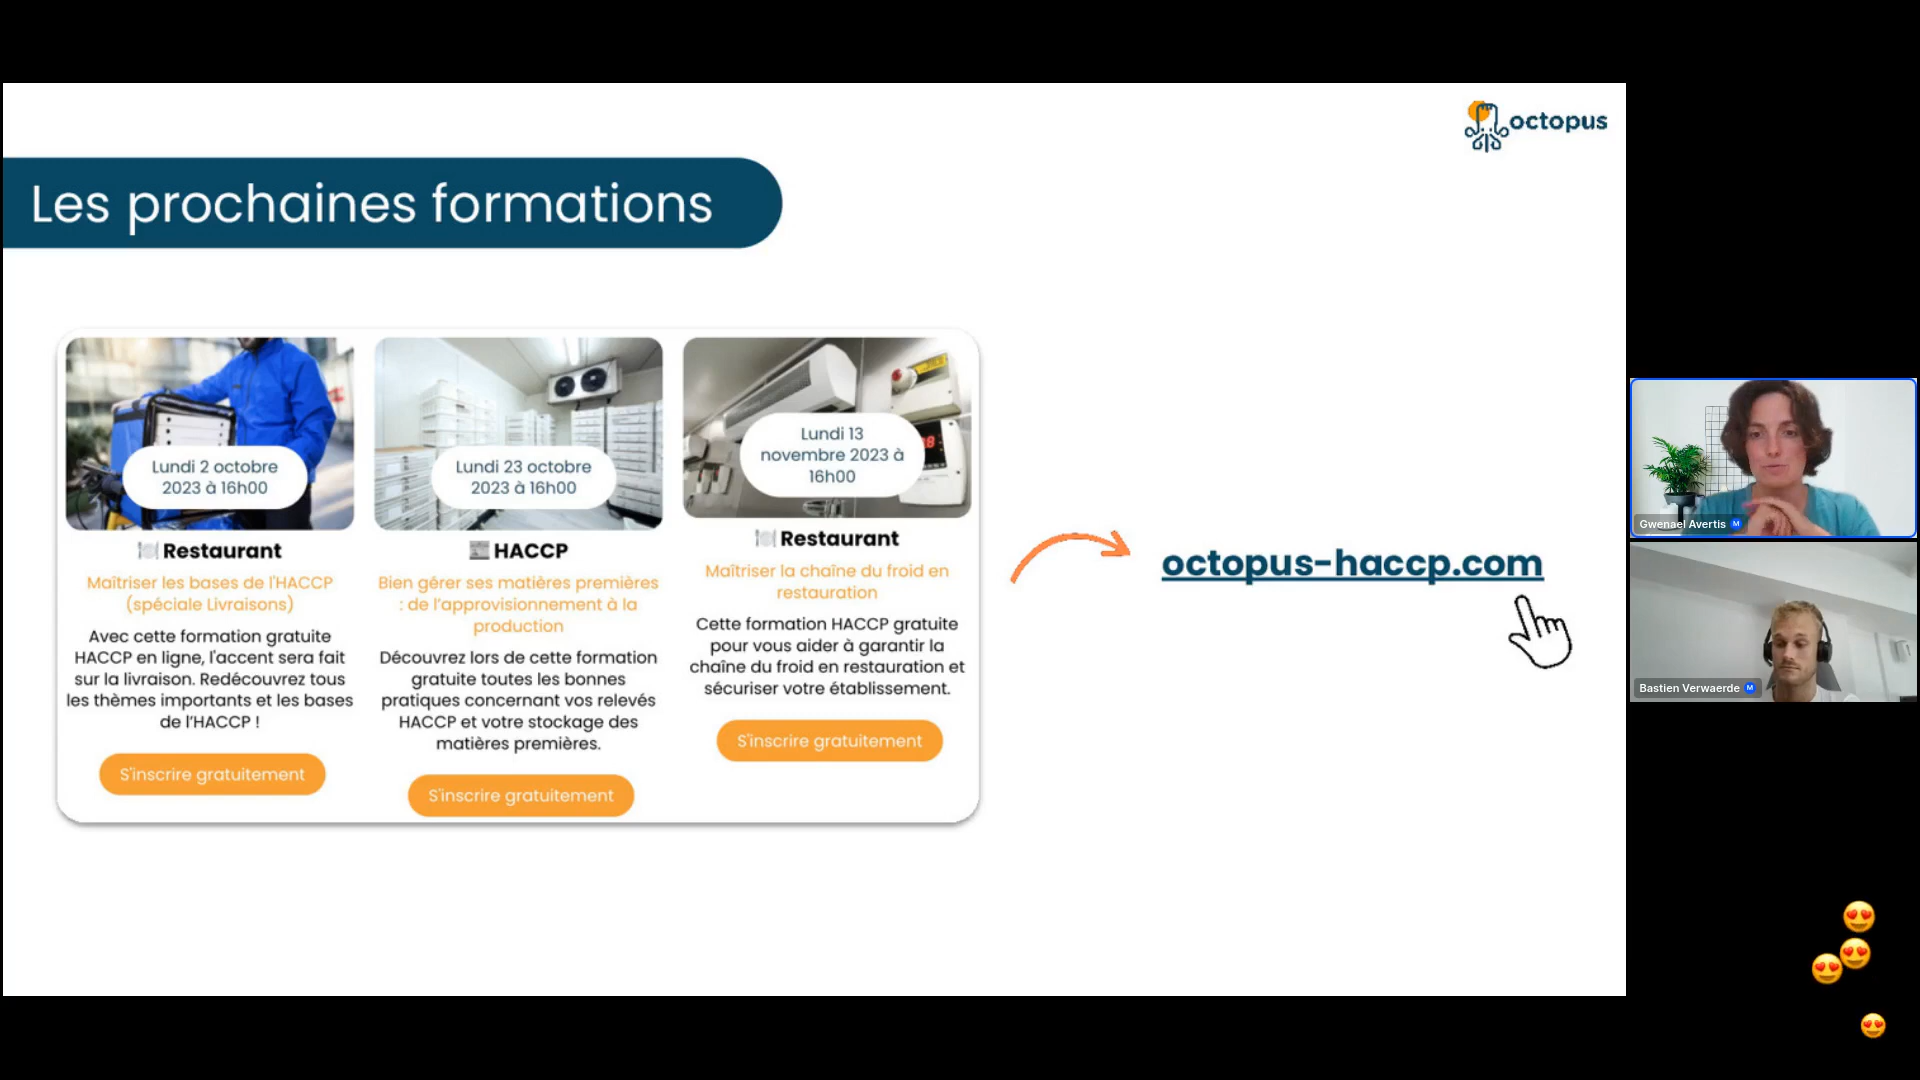 octopus
Les prochaines formations
Lundi 2 octobre
2023 à 16h00
Restaurant
Maîtriser les bases de l'HACCP
(spéciale Livraisons)
Avec cette formation gratuite
HACCP en ligne, l'accent sera fait
sur la livraison. Redécouvrez tous
les thèmes importants et les bases
de l'HACCP !
S'inscrire gratuitement
Lundi 23 octobre
2023 à 16h00
HACCP
Bien gérer ses matières premières
: de l'approvisionnement à la
production
Découvrez lors de cette formation
gratuite toutes les bonnes
pratiques concernant vos relevés
HACCP et votre stockage des
matières premières.
S'inscrire gratuitement
Lundi 13
novembre 2023 à
16h00
Restaurant
Maîtriser la chaîne du froid en
restauration
Cette formation HACCP gratuite
pour vous aider à garantir la
chaîne du froid en restauration et
sécuriser votre établissement.
S'inscrire gratuitement
octopus-haccp.com
Gwenael Avertis M
Bastien Verwaerde M